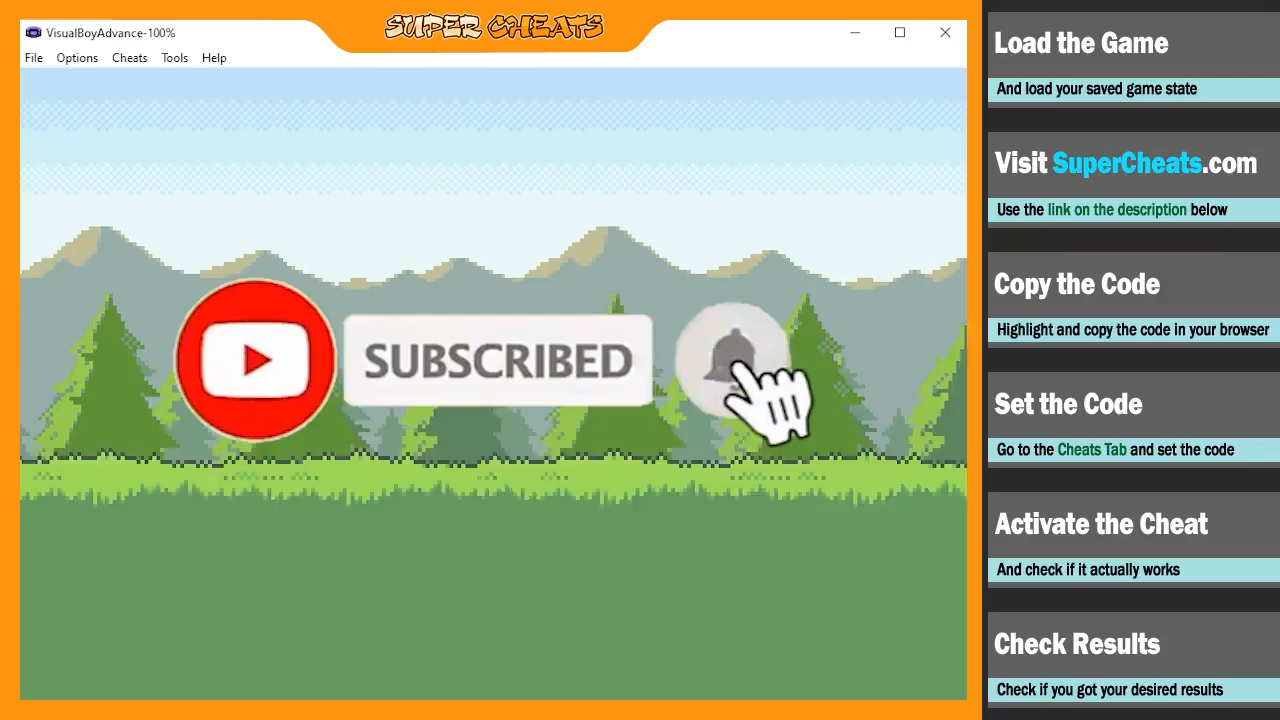 SUPER CHEATS
VisualBoyAdvance-100%
File Options Cheats Tools Help
SUBSCRIBED
Load the Game
And load your saved game state
Visit SuperCheats.com
Use the link on the description below
Copy the Code
Highlight and copy the code in your browser
Set the Code
Go to the Cheats Tab and set the code
Activate the Cheat
And check if it actually works
Check Results
Check if you got your desired results